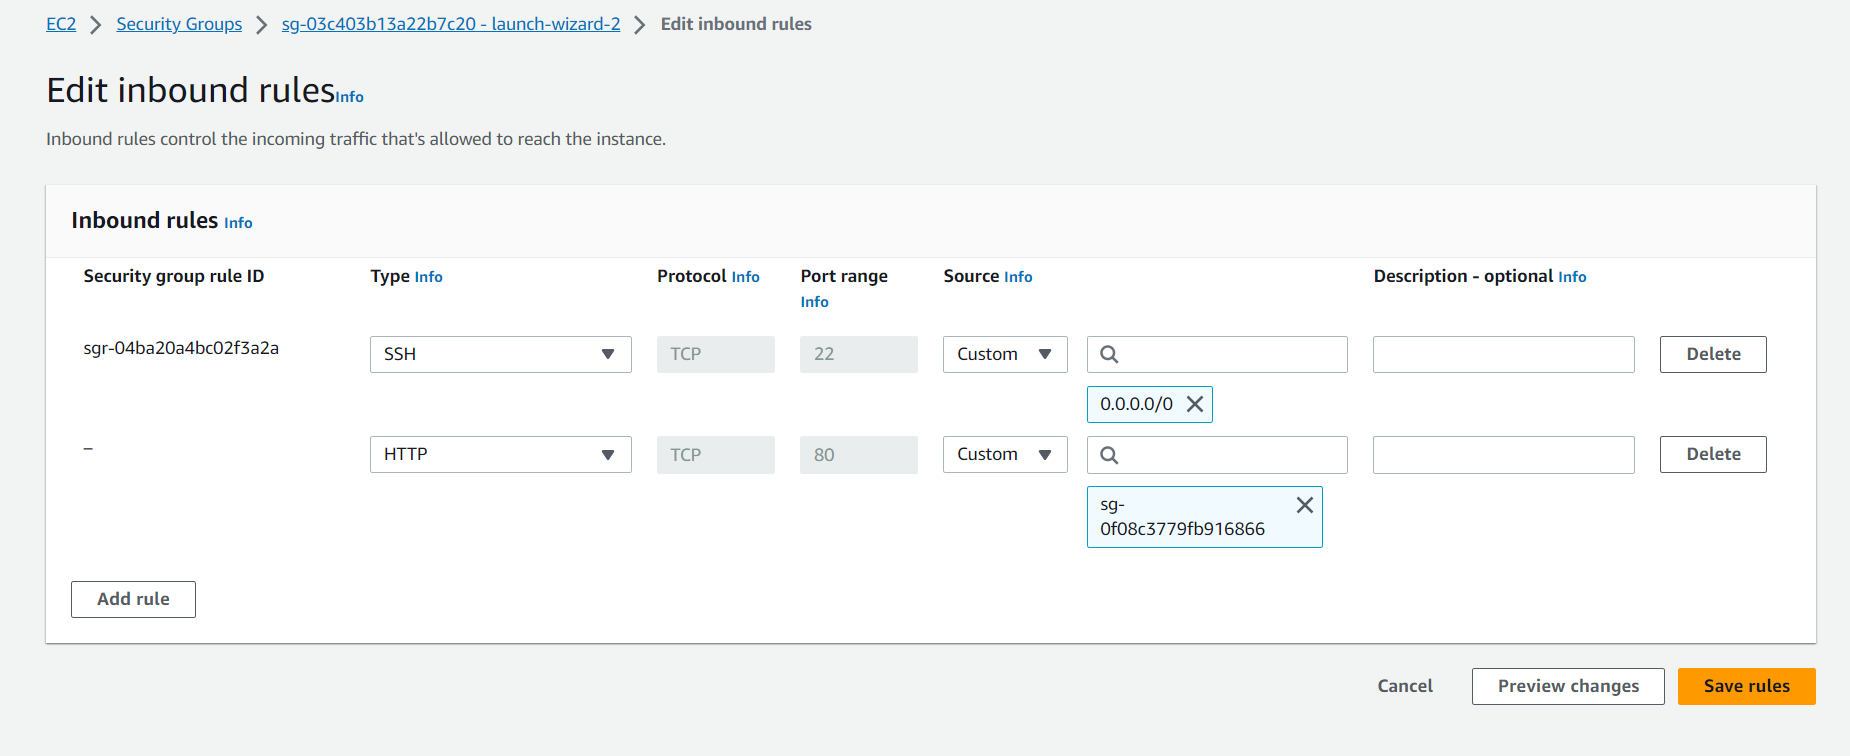 EC2 > Security Groups > sg-03c403b13a22b7c20 - launch-wizard-2 > Edit inbound rules
Edit inbound rules Info
Inbound rules control the incoming traffic that's allowed to reach the instance.
Inbound rules Info
Security group rule ID Type Info Protocol Info Port range Info Source Info Description - optional Info
sgr-04ba20a4bc02f3a2a SSH TCP 22 Custom Delete
0.0.0.0/0
– HTTP TCP 80 Custom Delete
sg-
0f08c3779fb916866
Add rule
Cancel Preview changes Save rules